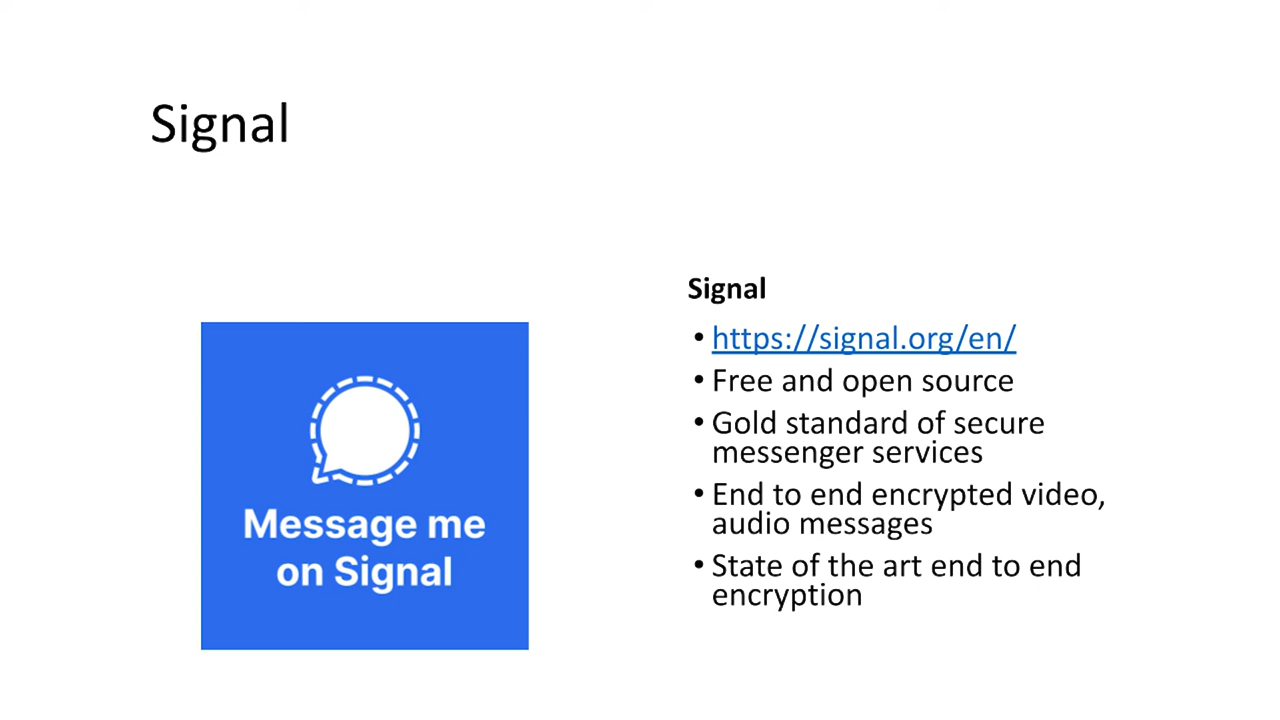 Signal
Message me
on Signal
Signal
• https://signal.org/en/
• Free and open source
• Gold standard of secure
messenger services
• End to end encrypted video,
audio messages
• State of the art end to end
encryption